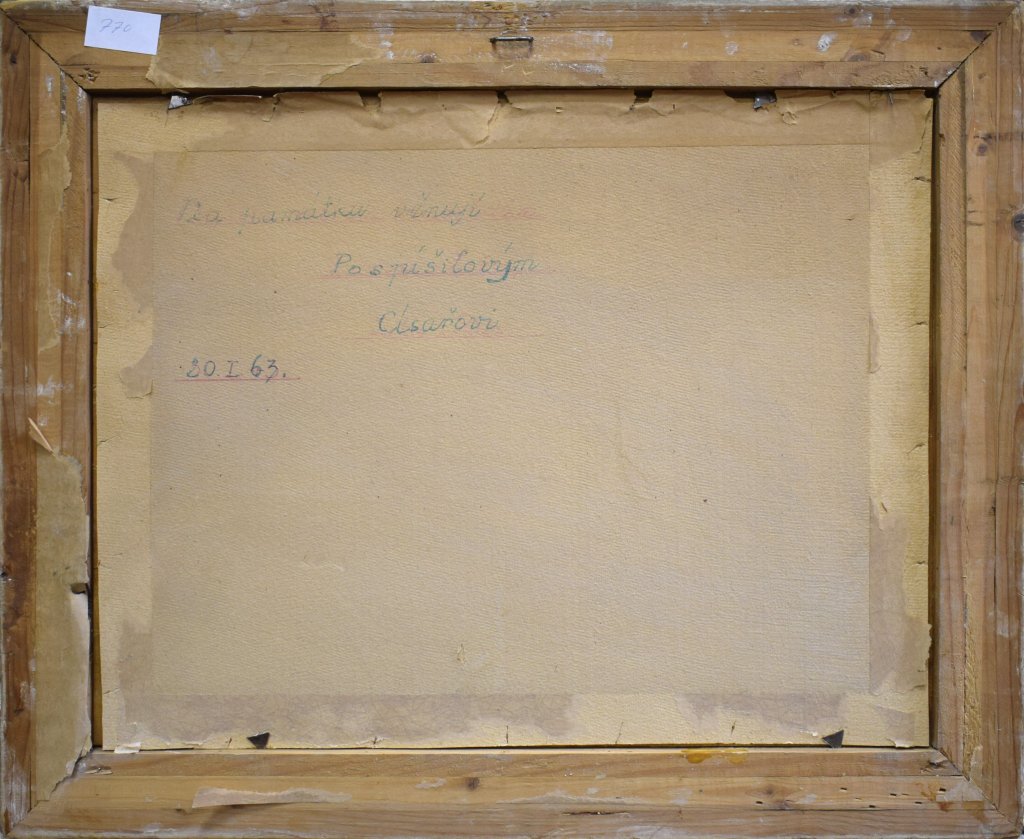 770
Na památku věnují
Pospíšilovým
Císařovi
20.I.63.